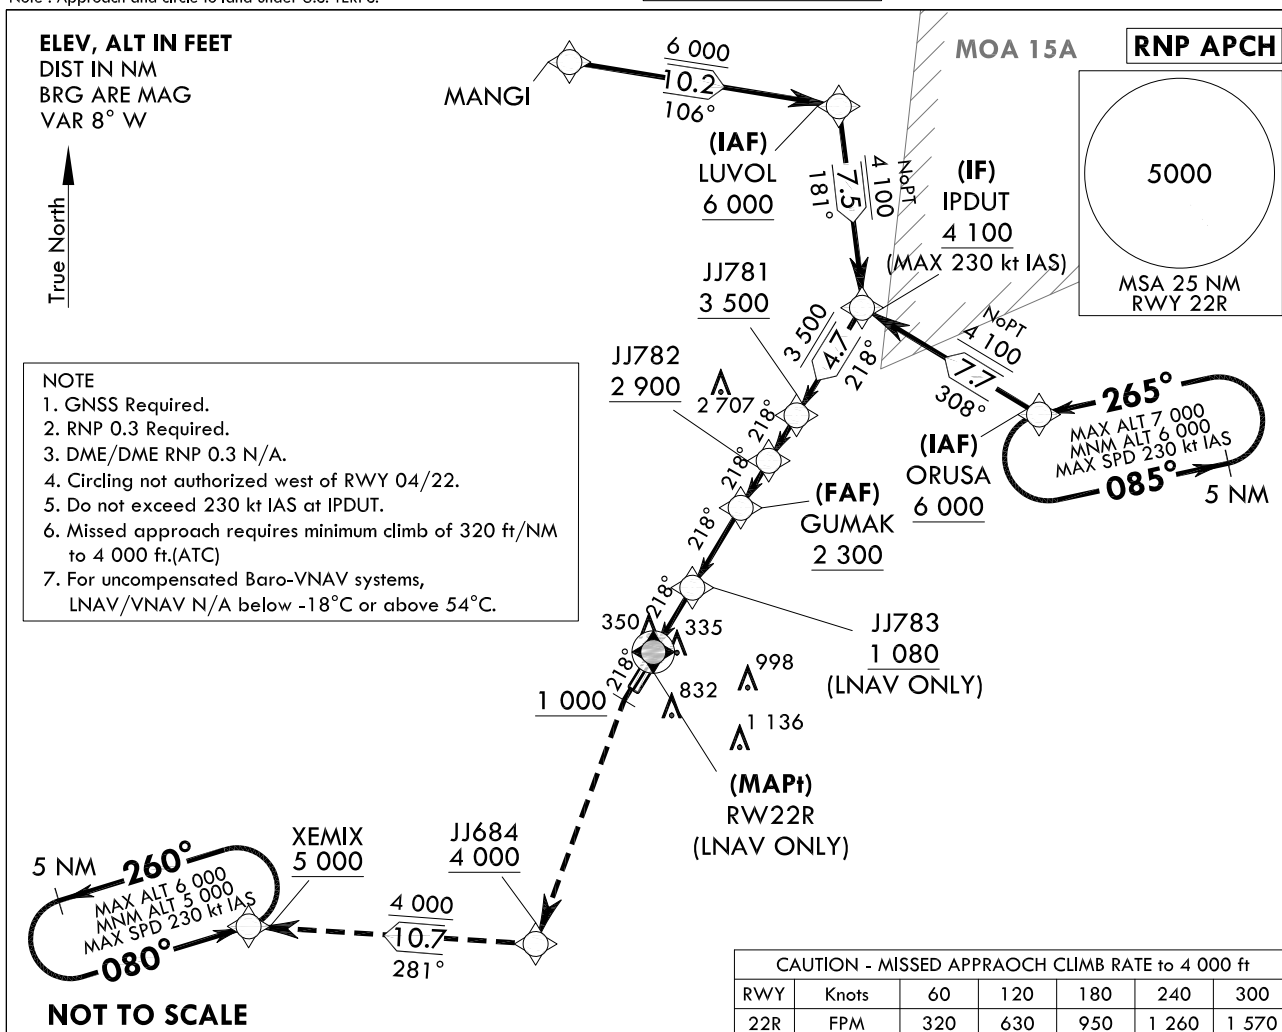 Note : Approach and circle to land under U.S. TERPS.
ELEV, ALT IN FEET
DIST IN NM
BRG ARE MAG
VAR 8° W
True North
MANGI
6 000
10.2
106°
(IAF)
LUVOL
6 000
4 100
NoPT
7.5
181°
MOA 15A
RNP APCH
5000
MSA 25 NM
RWY 22R
(IF)
IPDUT
4 100
(MAX 230 kt IAS)
JJ781
3 500
3 500
4.7
218°
NoPT
4 100
7.7
308°
JJ782
2 900
2 707
218°
218°
(IAF)
ORUSA
6 000
265°
MAX ALT 7 000
MNM ALT 6 000
MAX SPD 230 kt IAS
085°
5 NM
NOTE
1. GNSS Required.
2. RNP 0.3 Required.
3. DME/DME RNP 0.3 N/A.
4. Circling not authorized west of RWY 04/22.
5. Do not exceed 230 kt IAS at IPDUT.
6. Missed approach requires minimum climb of 320 ft/NM
to 4 000 ft.(ATC)
7. For uncompensated Baro-VNAV systems,
LNAV/VNAV N/A below -18°C or above 54°C.
(FAF)
GUMAK
2 300
218°
218°
350
335
JJ783
1 080
(LNAV ONLY)
218°
1 000
832
998
1 136
(MAPt)
RW22R
(LNAV ONLY)
XEMIX
5 000
JJ684
4 000
5 NM
260°
MAX ALT 6 000
MNM ALT 5 000
MAX SPD 230 kt IAS
080°
4 000
10.7
281°
NOT TO SCALE
CAUTION - MISSED APPRAOCH CLIMB RATE to 4 000 ft
RWY Knots 60 120 180 240 300
22R FPM 320 630 950 1 260 1 570